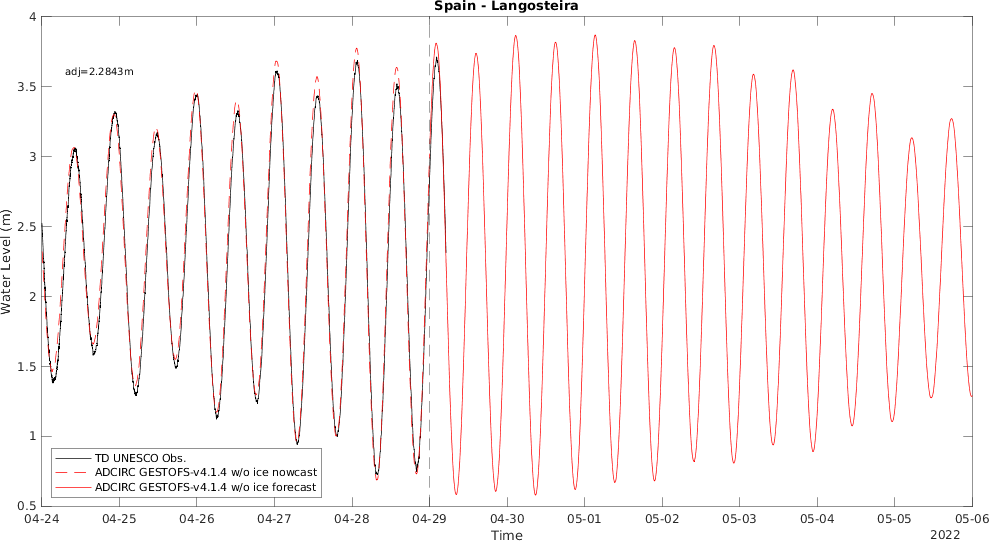 Spain - Langosteira
4
adj=2.2843m
3.5
3
2.5
2
1.5
1
0.5
Water Level (m)
TD UNESCO Obs.
ADCIRC GESTOFS-v4.1.4 w/o ice nowcast
ADCIRC GESTOFS-v4.1.4 w/o ice forecast
04-24 04-25 04-26 04-27 04-28 04-29 04-30 05-01 05-02 05-03 05-04 05-05 05-06
Time
2022